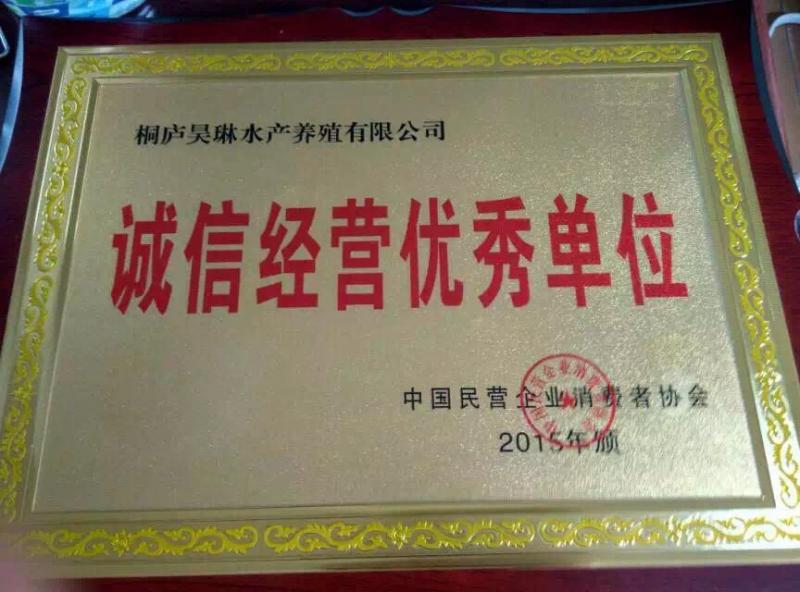 桐庐昊琳水产养殖有限公司
诚信经营优秀单位
中国民营企业消费者协会
2015年颁